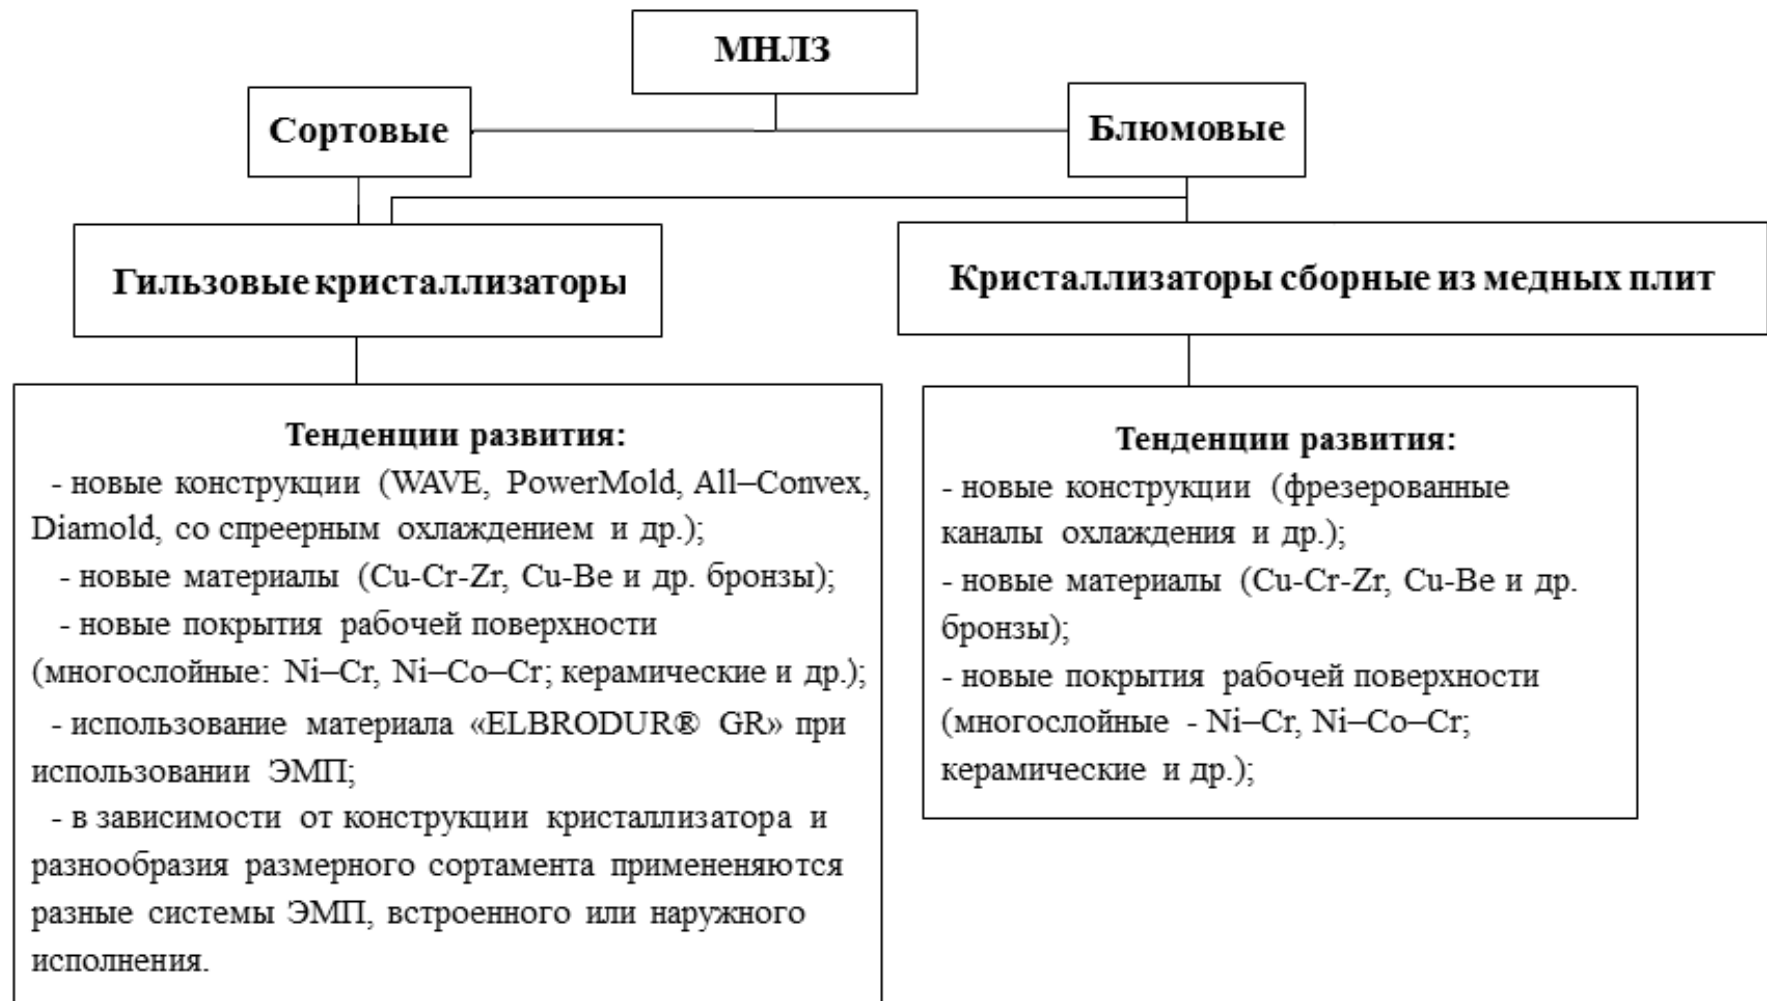 МНЛЗ
Сортовые
Блюмовые
Гильзовые кристаллизаторы
Кристаллизаторы сборные из медных плит
Тенденции развития:
- новые конструкции (WAVE, PowerMold, All–Convex,
Diamold, со спреерным охлаждением и др.);
- новые материалы (Cu-Cr-Zr, Cu-Be и др. бронзы);
- новые покрытия рабочей поверхности
(многослойные: Ni–Cr, Ni–Co–Cr; керамические и др.);
- использование материала «ELBRODUR® GR» при
использовании ЭМП;
- в зависимости от конструкции кристаллизатора и
разнообразия размерного сортамента примененяются
разные системы ЭМП, встроенного или наружного
исполнения.
Тенденции развития:
- новые конструкции (фрезерованные
каналы охлаждения и др.);
- новые материалы (Cu-Cr-Zr, Cu-Be и др.
бронзы);
- новые покрытия рабочей поверхности
(многослойные - Ni–Cr, Ni–Co–Cr;
керамические и др.);